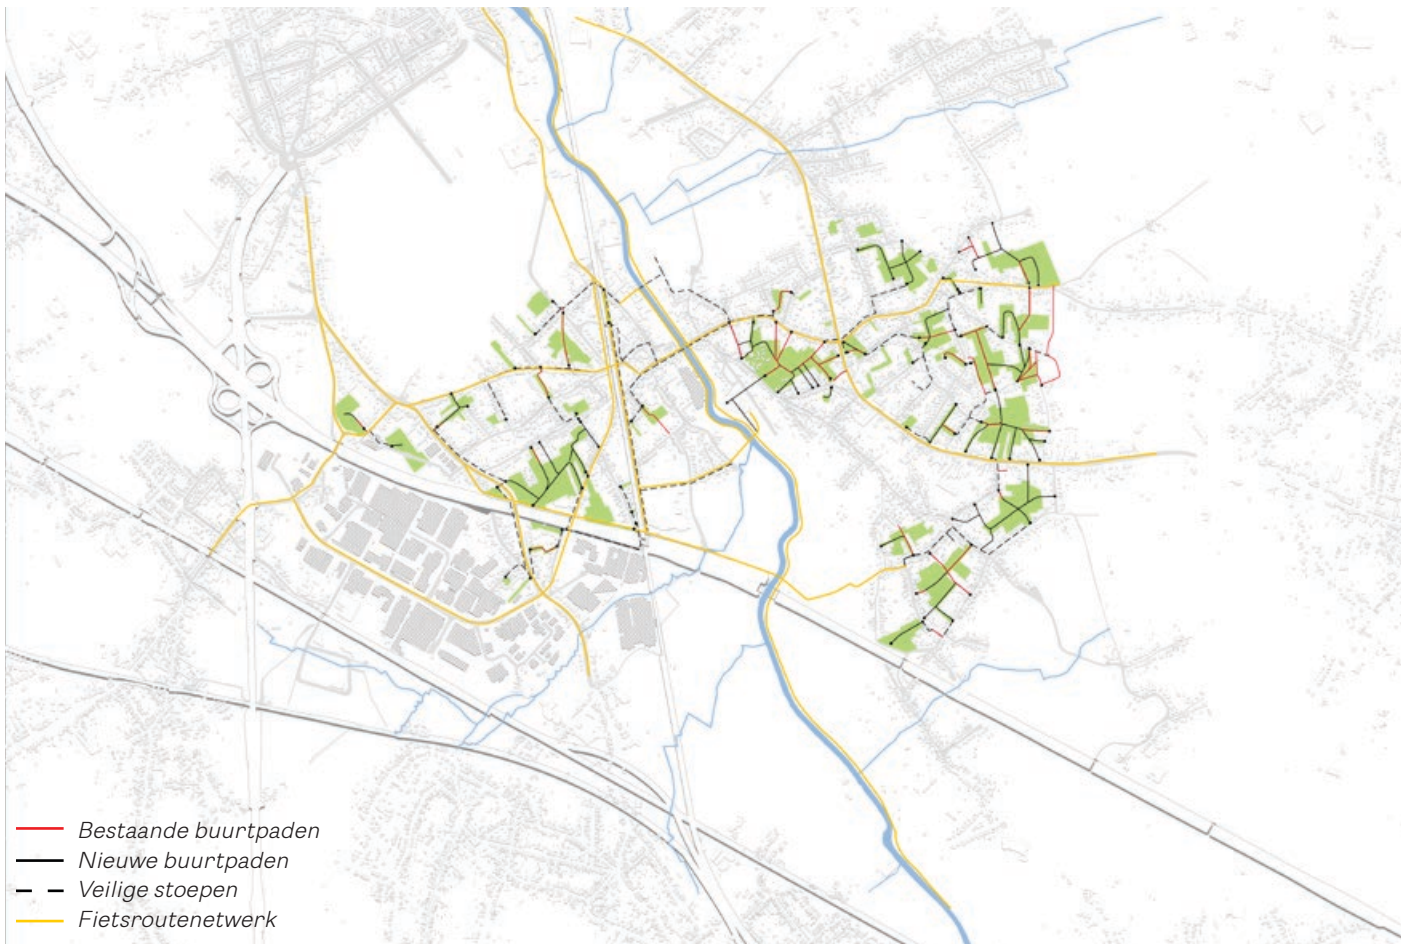 Bestaande buurtpaden
Nieuwe buurtpaden
Veilige stoepen
Fietsroutenetwerk